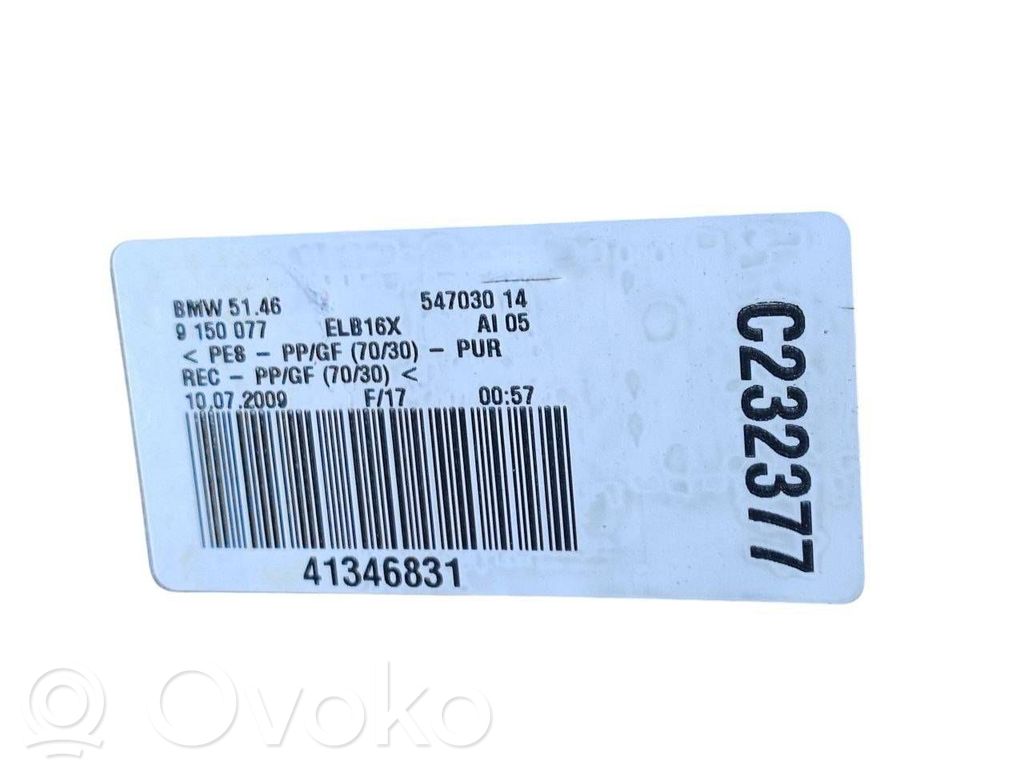 BMW 51.46 547030 14
9 150 077 ELB16X AI 05
< PES - PP/GF (70/30) - PUR
REC - PP/GF (70/30) <
10.07.2009 F/17 00:57
41346831
C232377
Ovoko